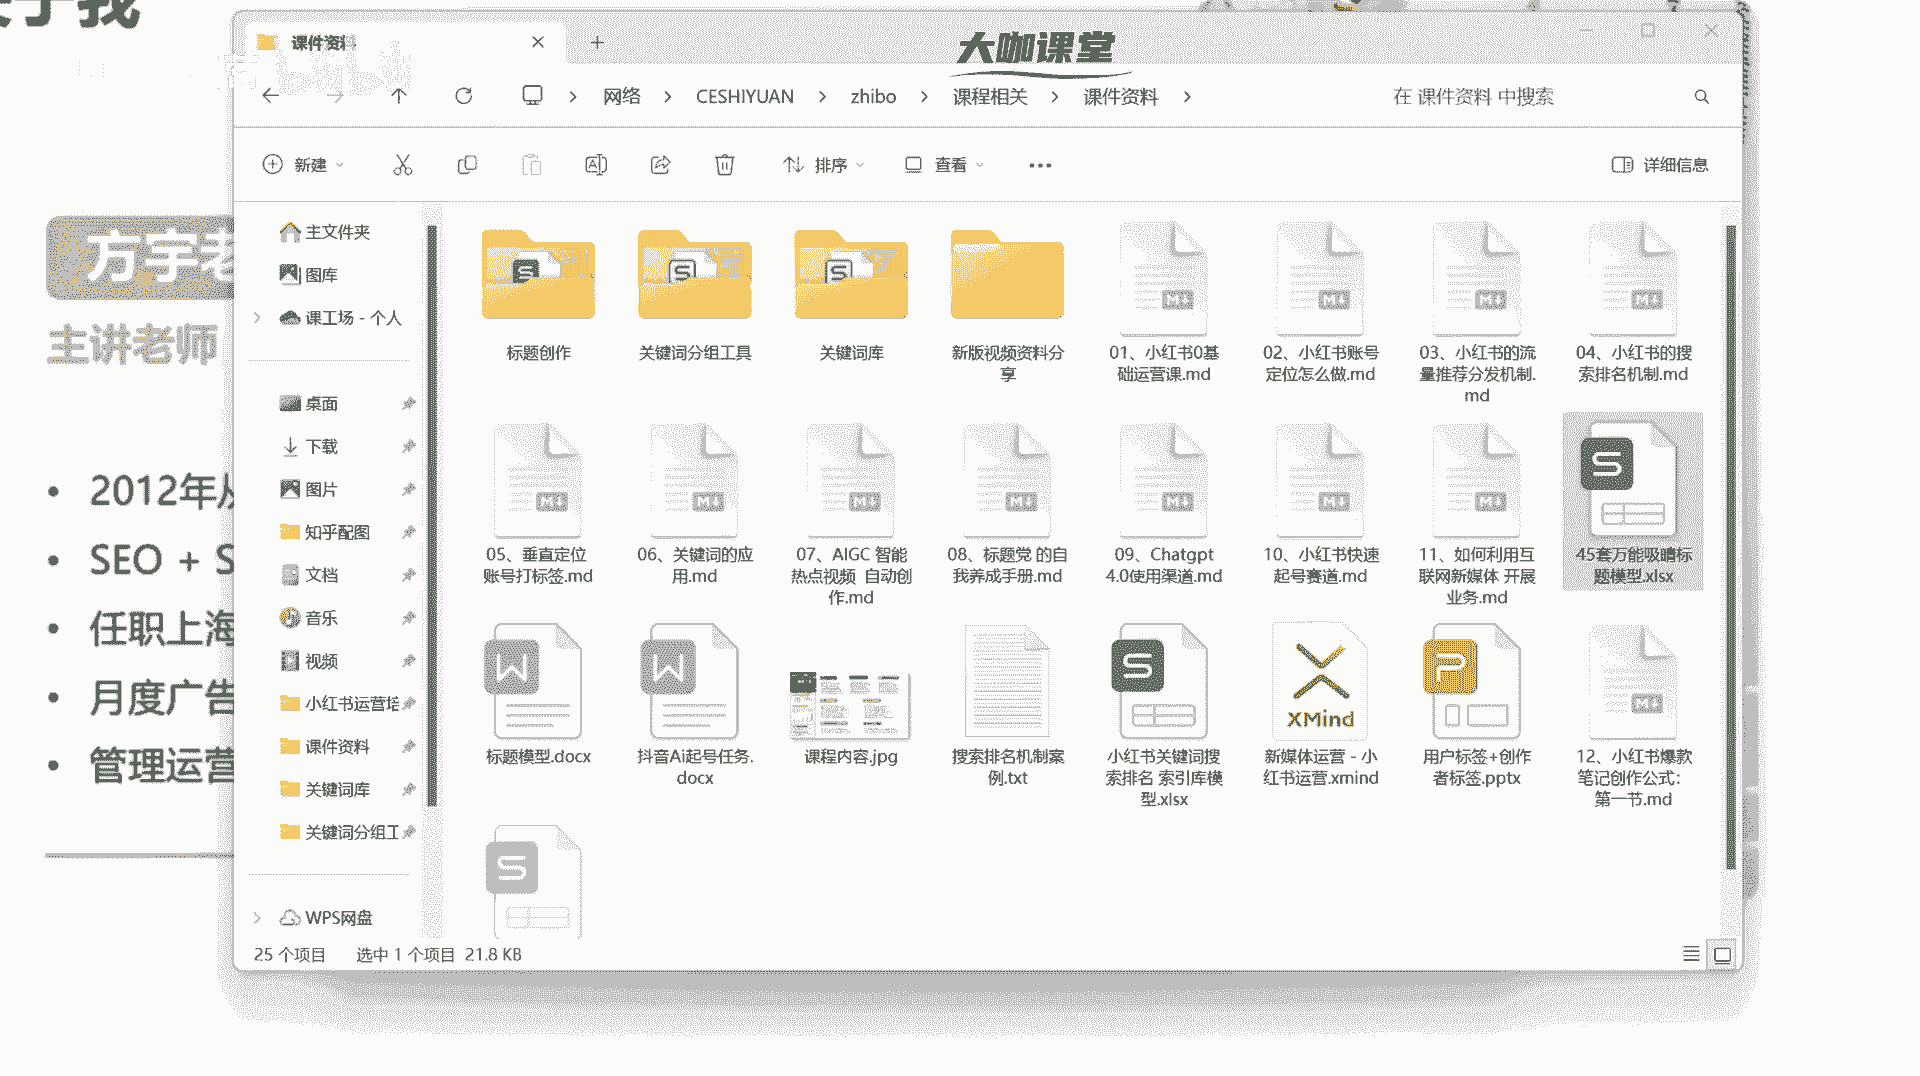 课件资料
大咖课堂
网络
CESHIYUAN
zhibo
课程相关
课件资料
在 课件资料 中搜索
新建
排序
查看
详细信息
主文件夹
图库
课工场 - 个人
桌面
下载
图片
知乎配图
文档
音乐
视频
小红书运营培
课件资料
关键词库
关键词分组工
WPS网盘
标题创作
关键词分组工具
关键词库
新版视频资料分
享
01、小红书0基
础运营课.md
02、小红书账号
定位怎么做.md
03、小红书的流
量推荐分发机制.
md
04、小红书的搜
索排名机制.md
05、垂直定位
账号打标签.md
06、关键词的应
用.md
07、AIGC 智能
热点视频 自动创
作.md
08、标题党 的自
我养成手册.md
09、Chatgpt
4.0使用渠道.md
10、小红书快速
起号赛道.md
11、如何利用互
联网新媒体 开展
业务.md
45套万能吸睛标
题模型.xlsx
标题模型.docx
抖音Ai起号任务.
docx
课程内容.jpg
搜索排名机制案
例.txt
小红书关键词搜
索排名 索引库模
型.xlsx
XMind
新媒体运营 - 小
红书运营.xmind
用户标签+创作
者标签.pptx
12、小红书爆款
笔记创作公式：
第一节.md
25 个项目
选中 1 个项目 21.8 KB
方宇老
主讲老师
2012年从
SEO + S
任职上海
月度广告
管理运营